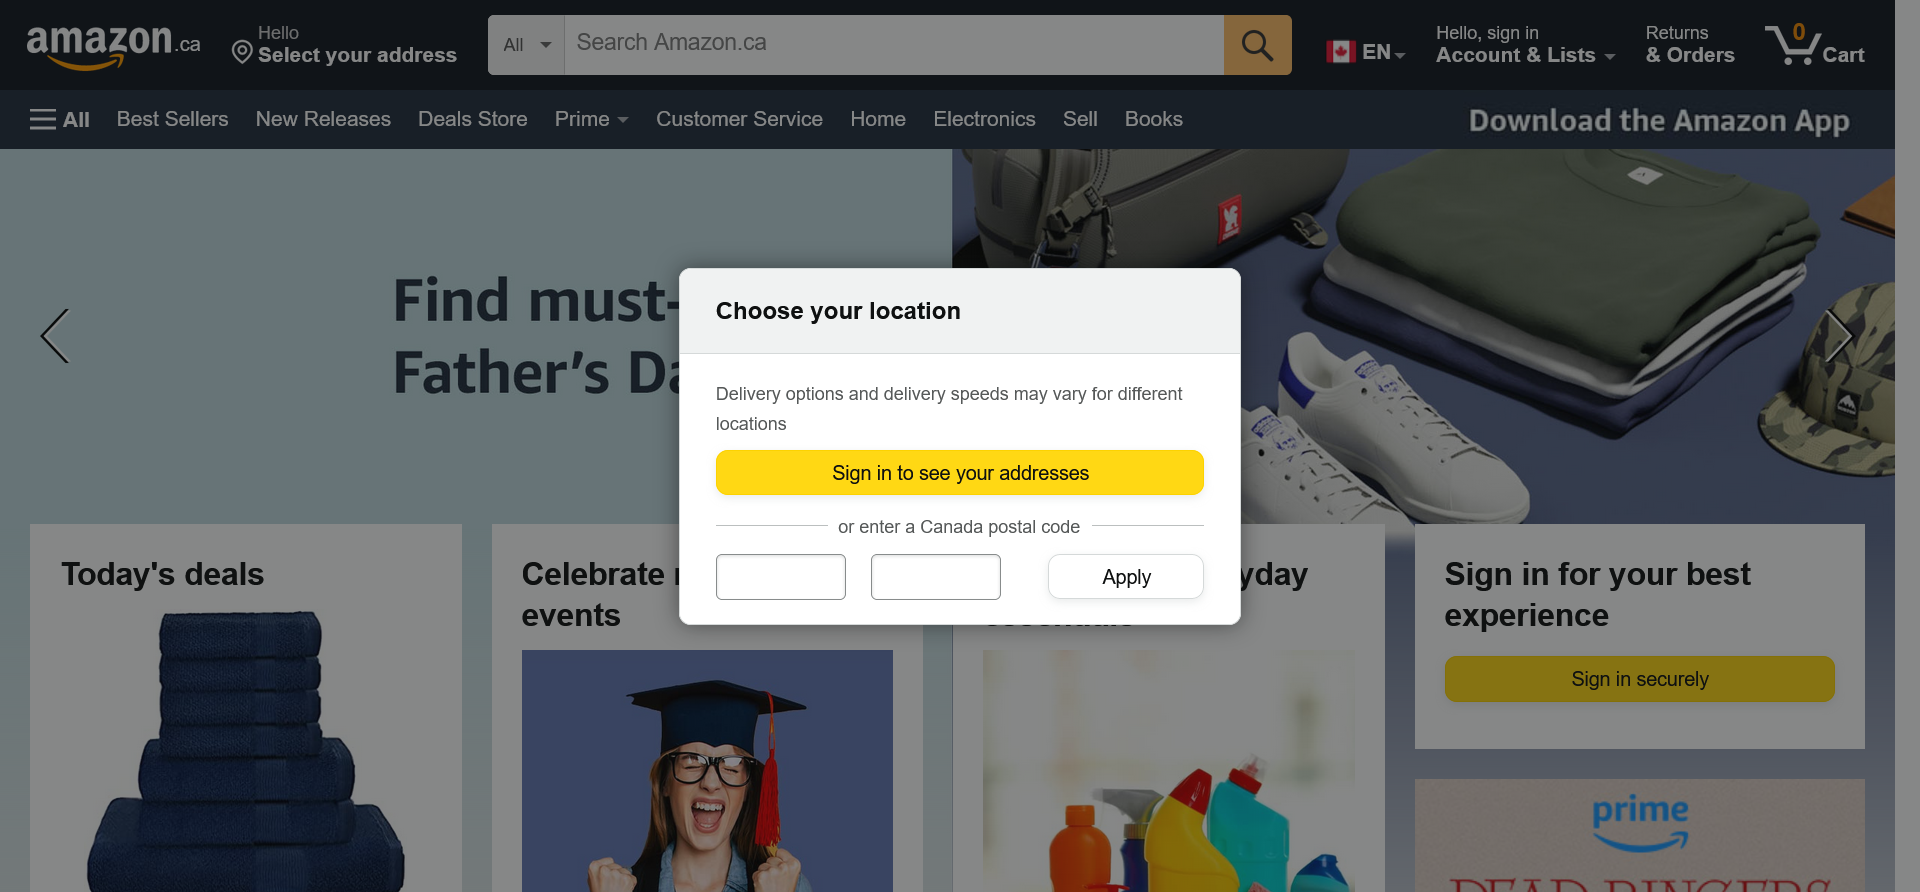 amazon.ca
Hello
Select your address
All
Search Amazon.ca
EN
Hello, sign in
Account & Lists
Returns
& Orders
0
Cart
All
Best Sellers
New Releases
Deals Store
Prime
Customer Service
Home
Electronics
Sell
Books
Download the Amazon App
Find must-
Father's Da
Choose your location
Delivery options and delivery speeds may vary for different
locations
Sign in to see your addresses
or enter a Canada postal code
Apply
Today's deals
Celebrate
events
yday
Sign in for your best
experience
Sign in securely
prime
DEAD RINGERS